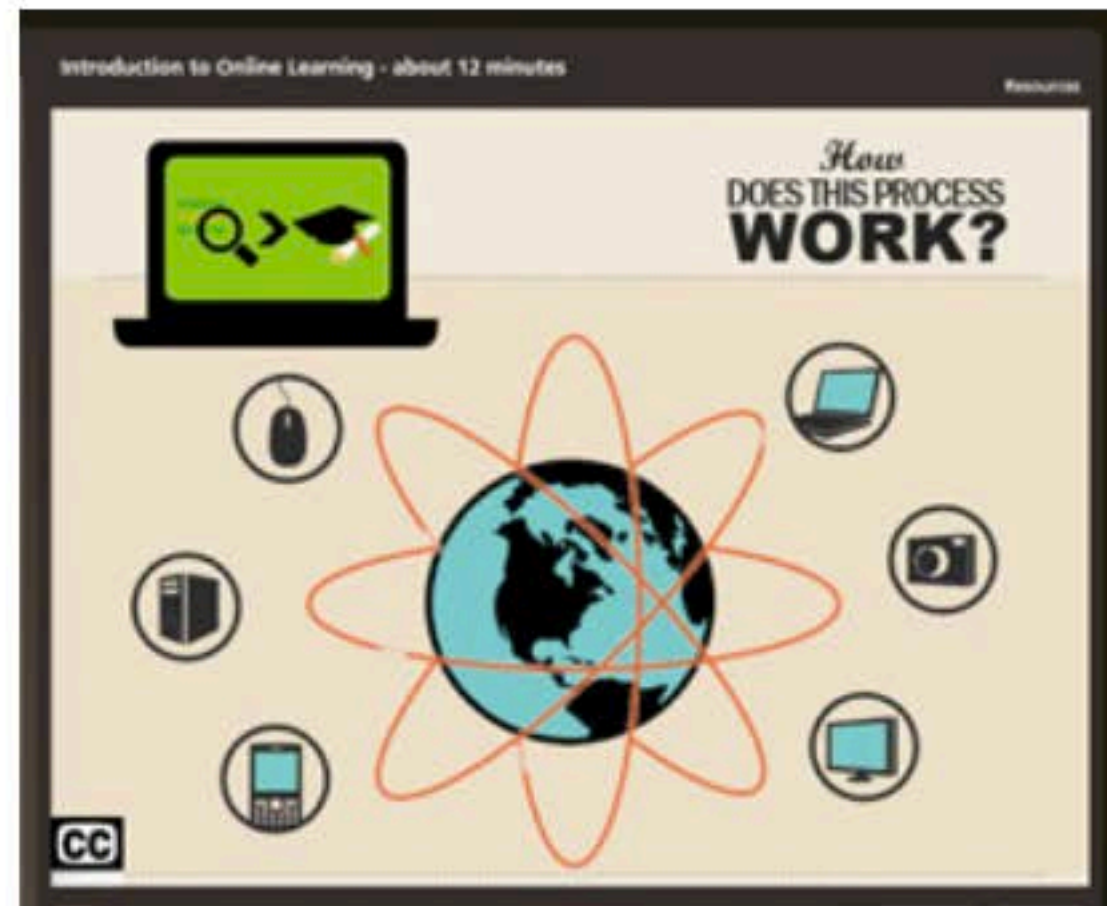 Introduction to Online Learning - about 12 minutes
Resources
How
DOES THIS PROCESS
WORK?
CC